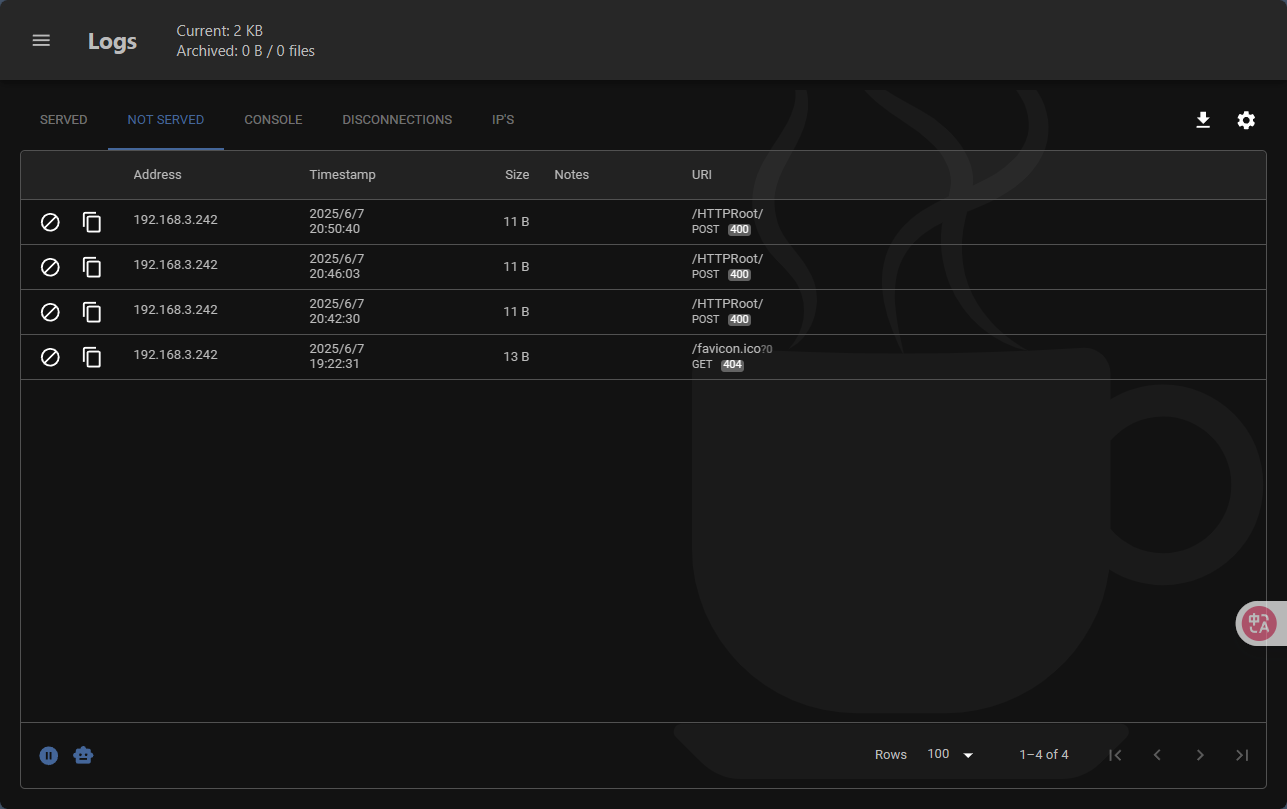 Logs
Current: 2 KB
Archived: 0 B / 0 files
SERVED NOT SERVED CONSOLE DISCONNECTIONS IP'S
Address Timestamp Size Notes URI
192.168.3.242 2025/6/7 20:50:40 11 B /HTTPRoot/
POST 400
192.168.3.242 2025/6/7 20:46:03 11 B /HTTPRoot/
POST 400
192.168.3.242 2025/6/7 20:42:30 11 B /HTTPRoot/
POST 400
192.168.3.242 2025/6/7 19:22:31 13 B /favicon.ico?0
GET 404
中A
Rows 100 1–4 of 4